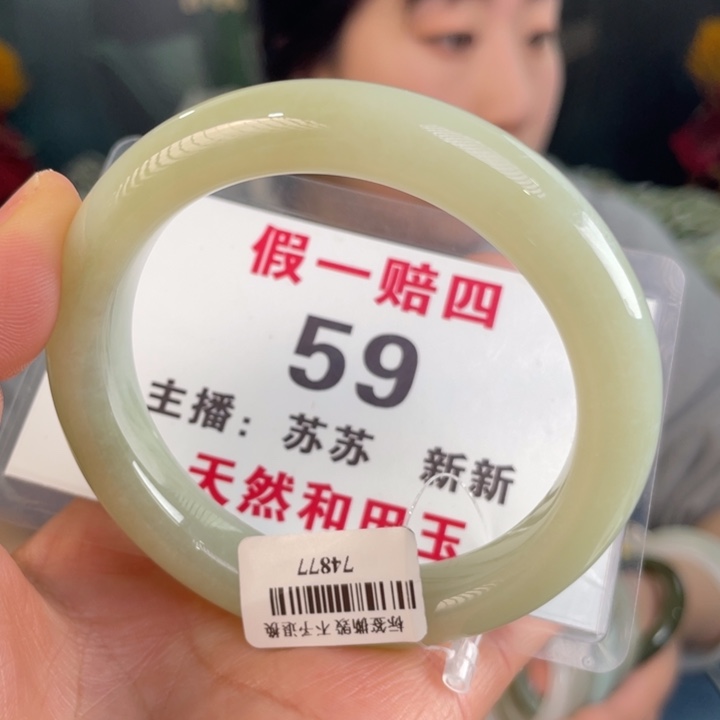 假一赔四
59
主播: 苏苏 新新
天然和田玉
74877
标签撕毁不予退换